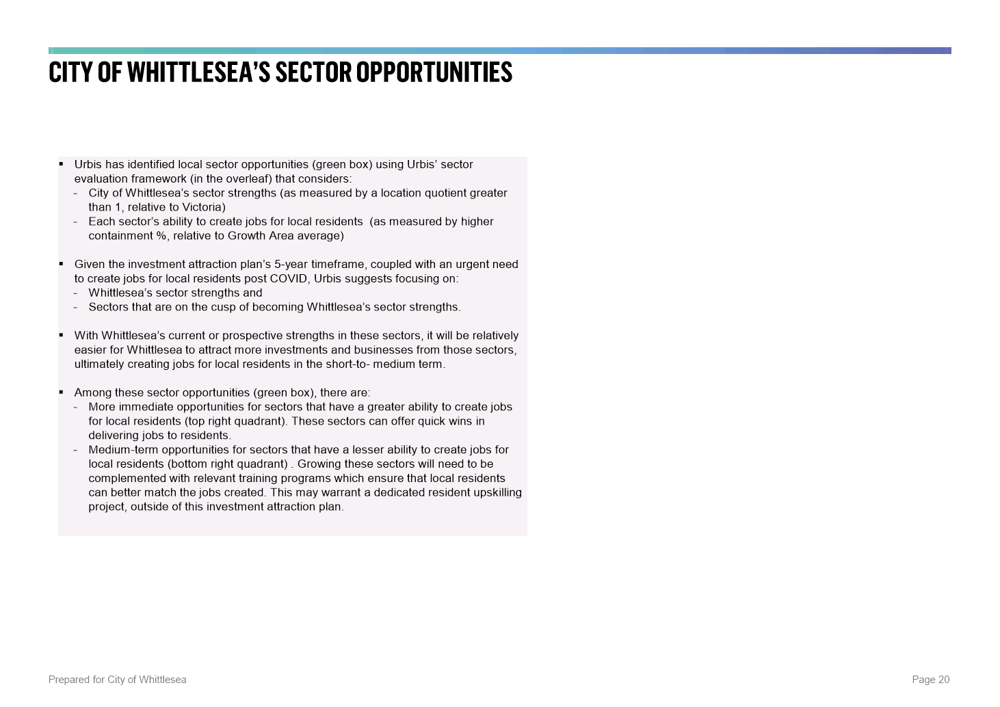 CITY OF WHITTLESEA’S SECTOR OPPORTUNITIES
▪ Urbis has identified local sector opportunities (green box) using Urbis’ sector
evaluation framework (in the overleaf) that considers:
- City of Whittlesea’s sector strengths (as measured by a location quotient greater
than 1, relative to Victoria)
- Each sector’s ability to create jobs for local residents  (as measured by higher
containment %, relative to Growth Area average)
▪ Given the investment attraction plan’s 5-year timeframe, coupled with an urgent need
to create jobs for local residents post COVID, Urbis suggests focusing on:
- Whittlesea’s sector strengths and
- Sectors that are on the cusp of becoming Whittlesea’s sector strengths.
▪ With Whittlesea’s current or prospective strengths in these sectors, it will be relatively
easier for Whittlesea to attract more investments and businesses from those sectors,
ultimately creating jobs for local residents in the short-to- medium term.
▪ Among these sector opportunities (green box), there are:
- More immediate opportunities for sectors that have a greater ability to create jobs
for local residents (top right quadrant). These sectors can offer quick wins in
delivering jobs to residents.
- Medium-term opportunities for sectors that have a lesser ability to create jobs for
local residents (bottom right quadrant) . Growing these sectors will need to be
complemented with relevant training programs which ensure that local residents
can better match the jobs created. This may warrant a dedicated resident upskilling
project, outside of this investment attraction plan.
Prepared for City of Whittlesea
Page 20